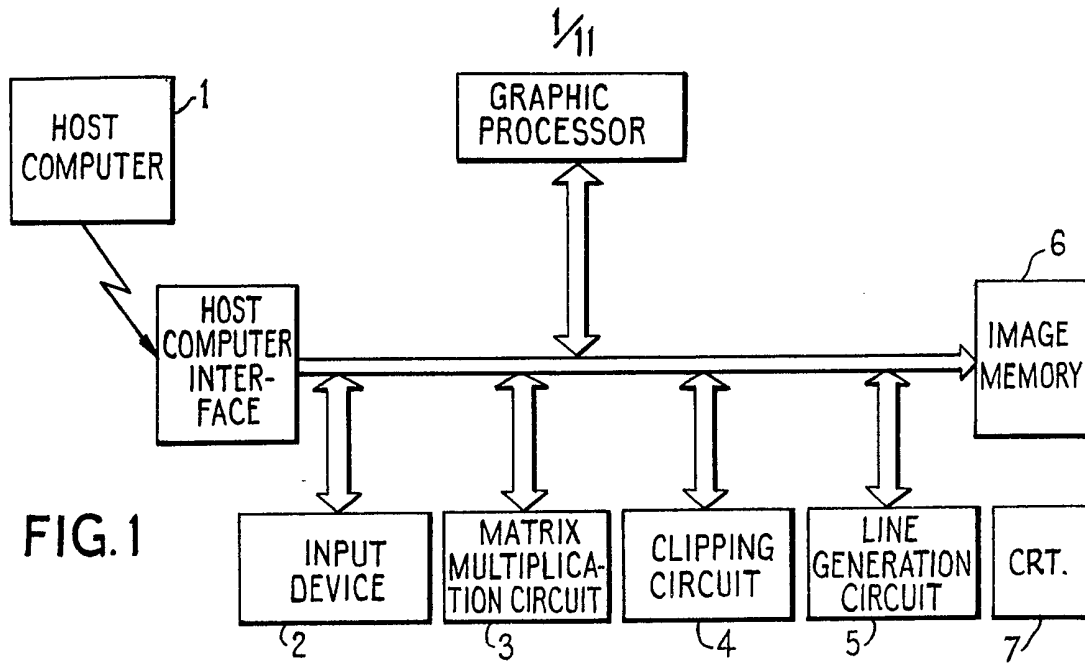 1/11
HOST
COMPUTER
1
GRAPHIC
PROCESSOR
HOST
COMPUTER
INTER-
FACE
6
IMAGE
MEMORY
FIG. 1
INPUT
DEVICE
2
MATRIX
MULTIPLICA-
TION CIRCUIT
3
CLIPPING
CIRCUIT
4
LINE
GENERATION
CIRCUIT
5
CRT.
7